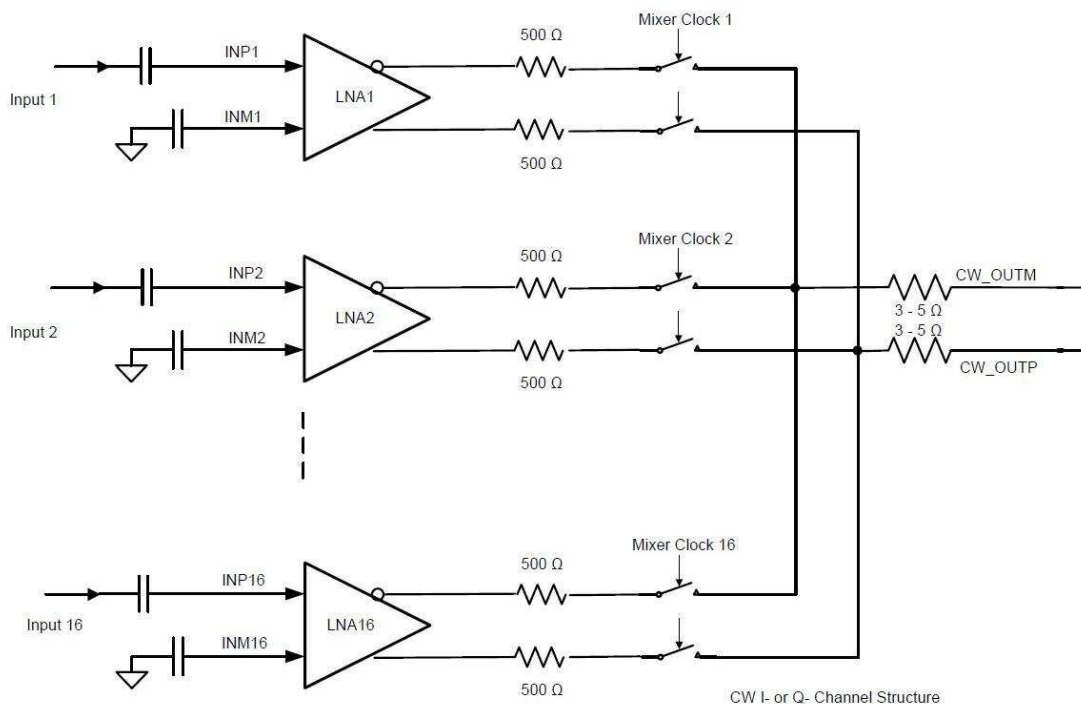 Mixer Clock 1
500 Ω
INP1
Input 1
LNA1
INM1
500 Ω
Mixer Clock 2
500 Ω
INP2
CW_OUTM
Input 2
LNA2
3 - 5 Ω
3 - 5 Ω
INM2
CW_OUTP
500 Ω
Mixer Clock 16
500 Ω
INP16
Input 16
LNA16
INM16
500 Ω
CW I- or Q- Channel Structure